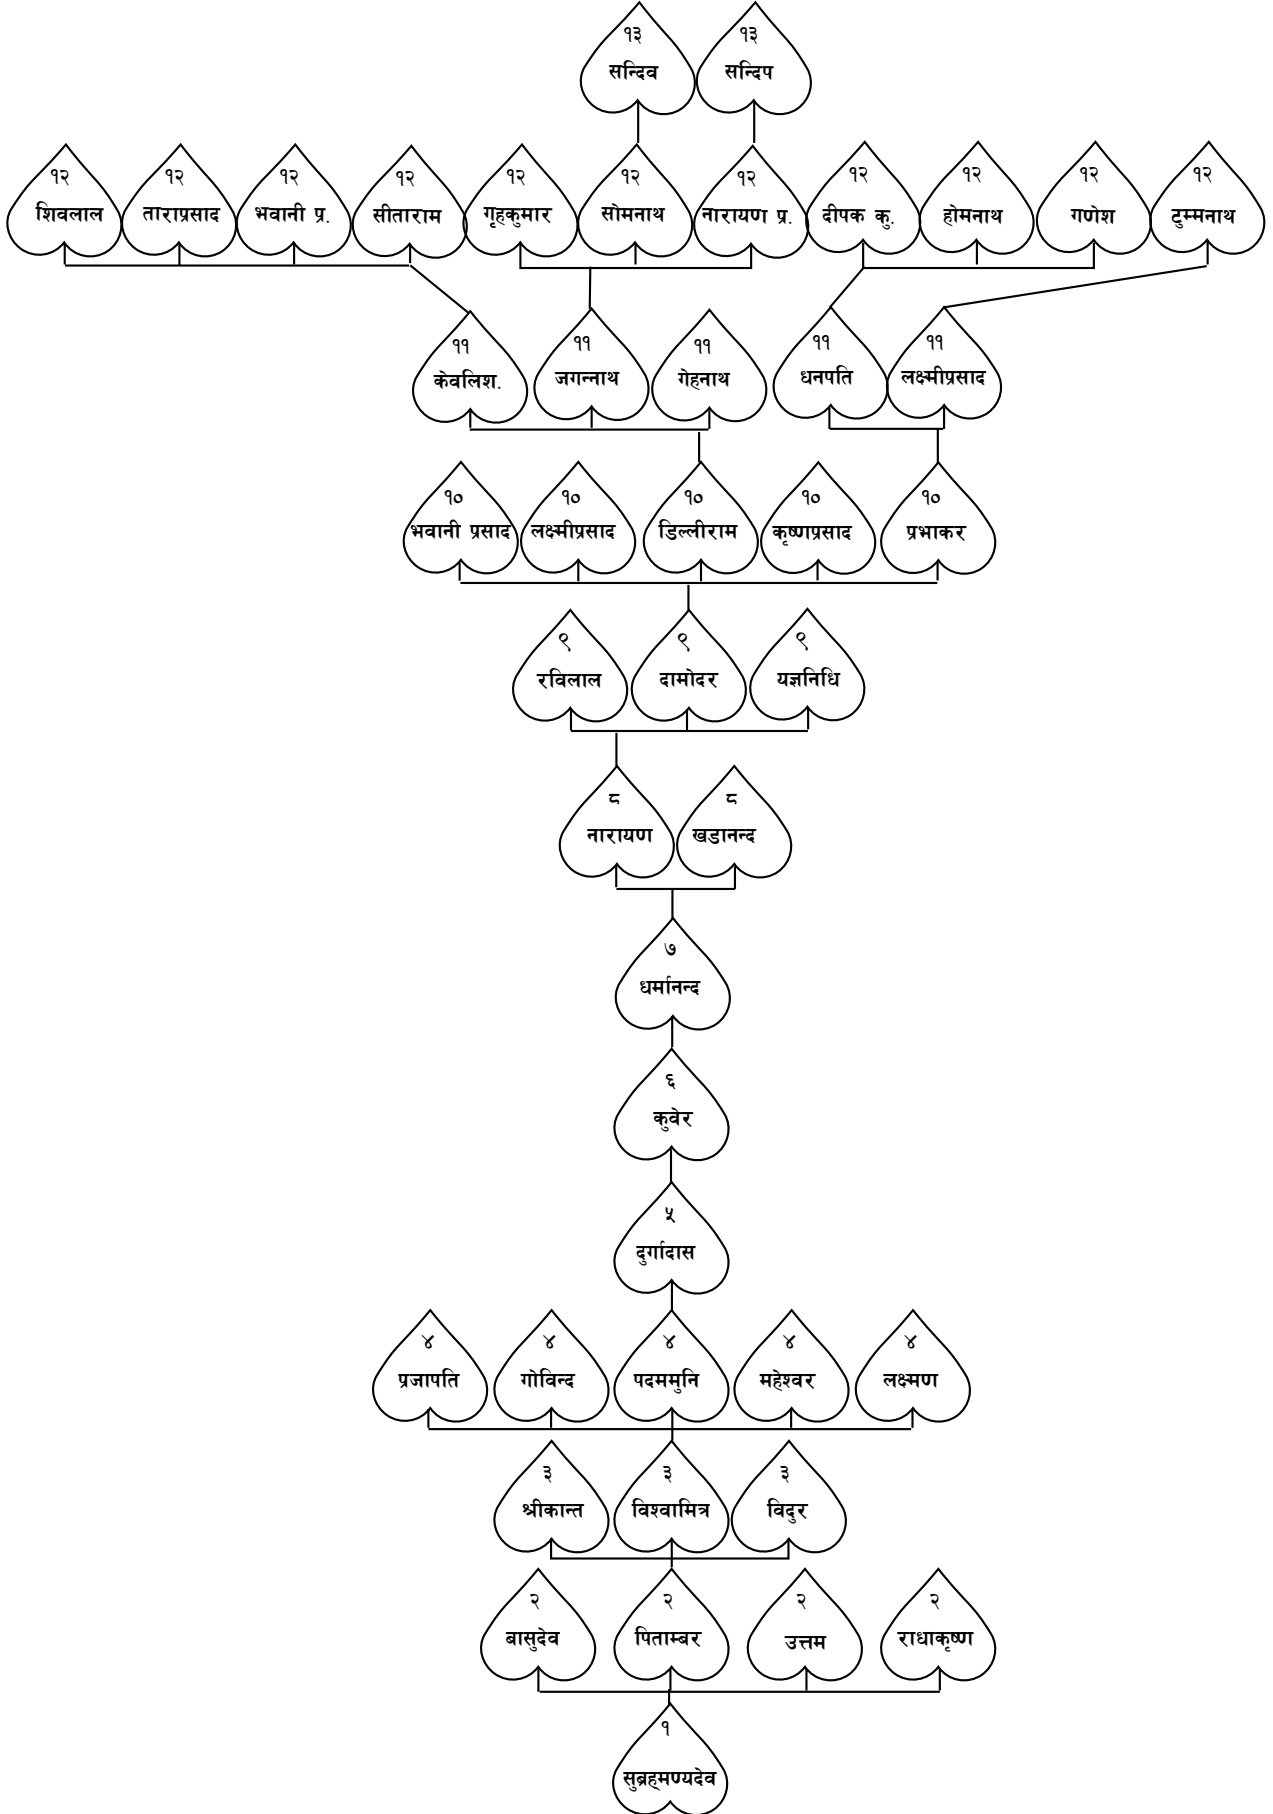 १३ १३
सन्दिव सन्दिप
१२ १२ १२ १२ १२ १२ १२ १२ १२ १२ १२
शिवलाल ताराप्रसाद भवानी प्र. सीताराम गृहकुमार सोमनाथ नारायण प्र. दीपक कु. होमनाथ गणेश टुम्मनाथ
११ ११ ११ ११ ११
केवलिश. जगन्नाथ गेहनाथ धनपति लक्ष्मीप्रसाद
१० १० १० १० १०
भवानी प्रसाद लक्ष्मीप्रसाद डिल्लीराम कृष्णप्रसाद प्रभाकर
९ ९ ९
रविलाल दामोदर यज्ञनिधि
८ ८
नारायण खडानन्द
७
धर्मानन्द
६
कुवेर
५
दुर्गादास
४ ४ ४ ४ ४
प्रजापति गोविन्द पदममुनि महेश्वर लक्ष्मण
३ ३ ३
श्रीकान्त विश्वामित्र विदुर
२ २ २ २
बासुदेव पिताम्बर उत्तम राधाकृष्ण
१
सुब्रह्मण्यदेव